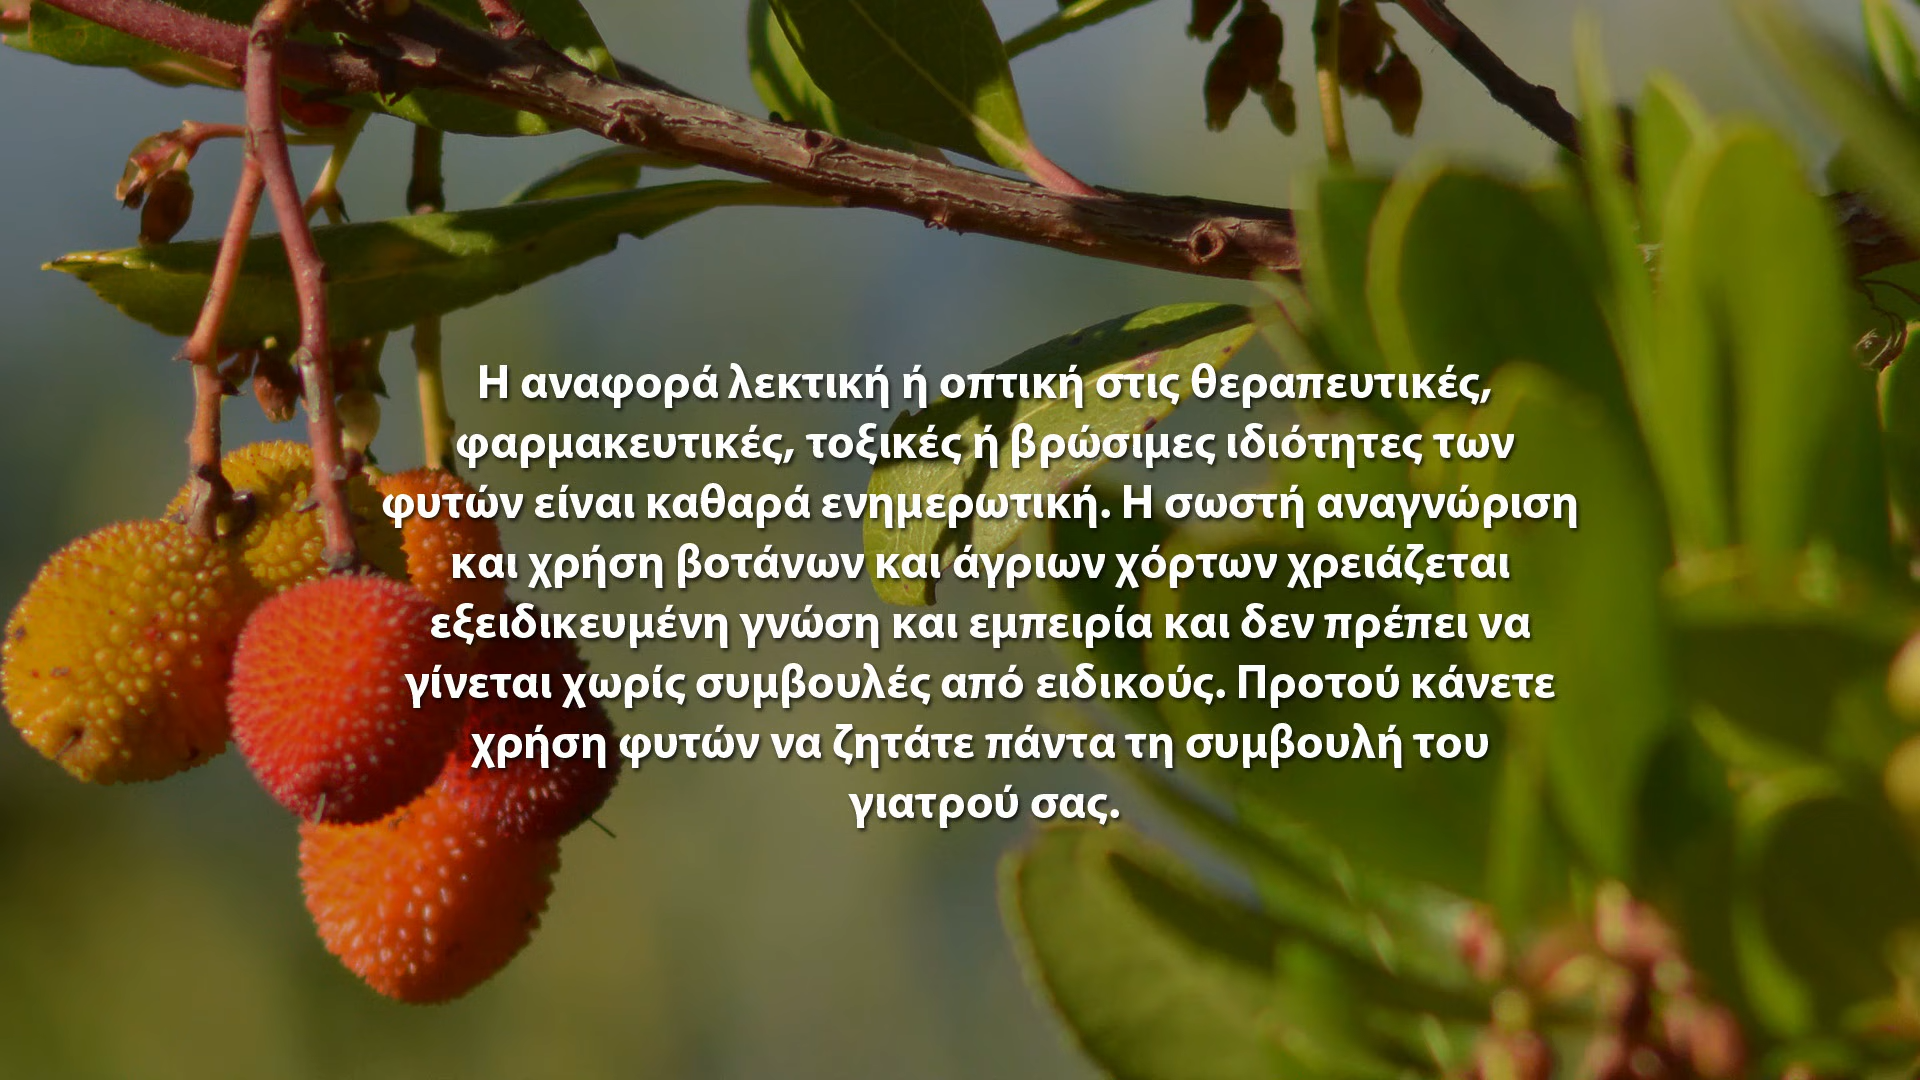 Η αναφορά λεκτική ή οπτική στις θεραπευτικές,
φαρμακευτικές, τοξικές ή βρώσιμες ιδιότητες των
φυτών είναι καθαρά ενημερωτική. Η σωστή αναγνώριση
και χρήση βοτάνων και άγριων χόρτων χρειάζεται
εξειδικευμένη γνώση και εμπειρία και δεν πρέπει να
γίνεται χωρίς συμβουλές από ειδικούς. Προτού κάνετε
χρήση φυτών να ζητάτε πάντα τη συμβουλή του
γιατρού σας.